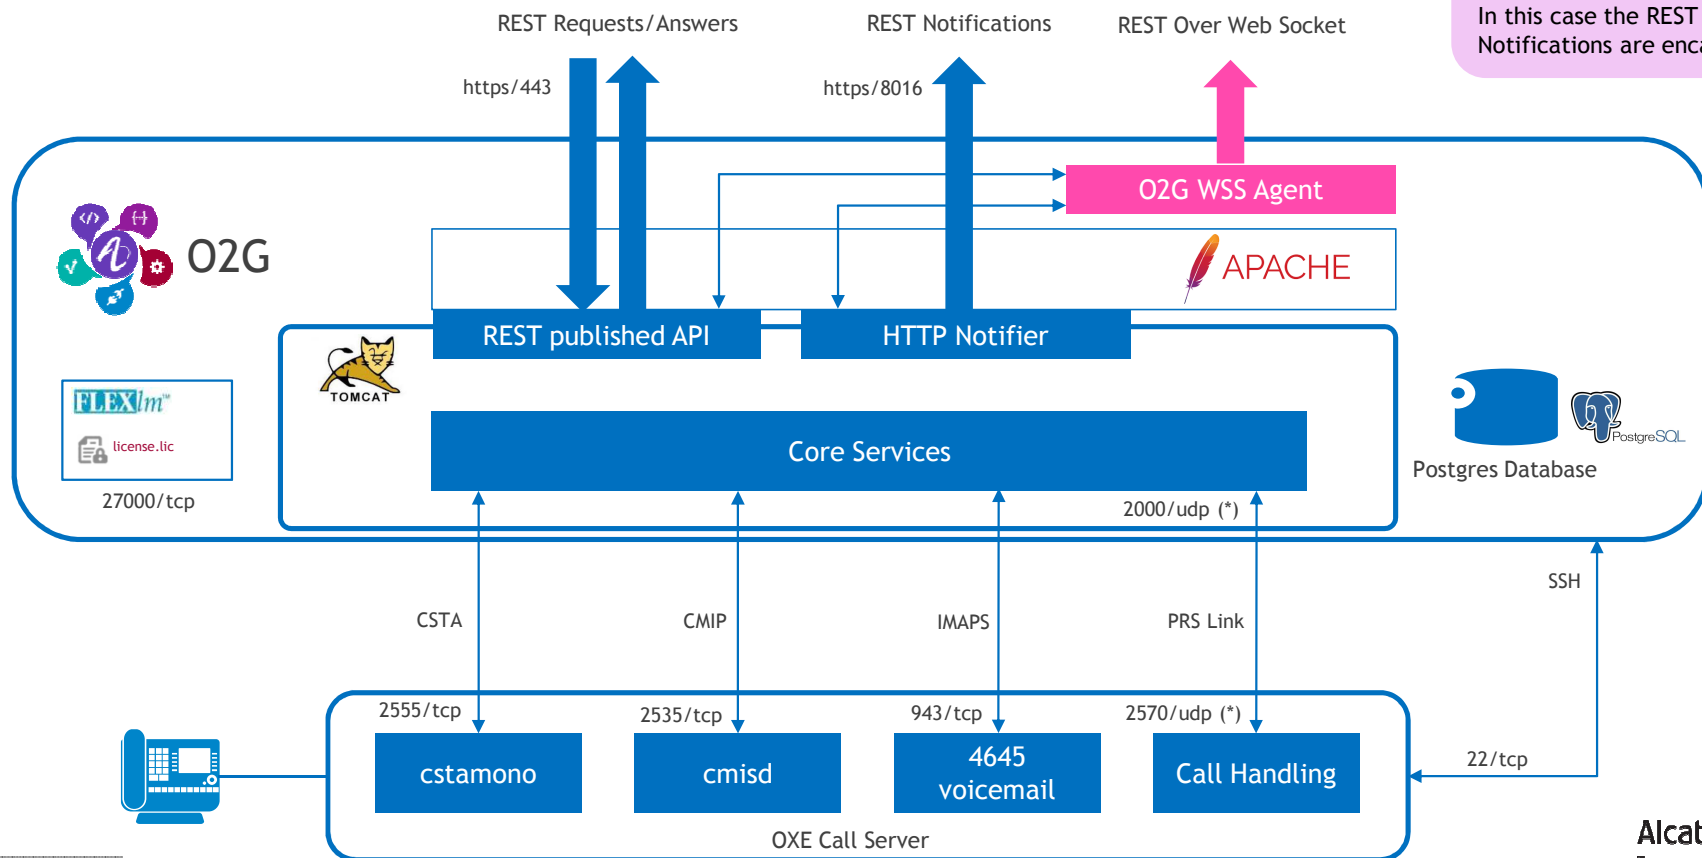 REST Requests/Answers
REST Notifications
REST Over Web Socket
In this case the REST
Notifications are enca
https/443
https/8016
O2G WSS Agent
O2G
APACHE
REST published API
HTTP Notifier
TOMCAT
FLEXlm™
license.lic
27000/tcp
Core Services
PostgreSQL
Postgres Database
2000/udp (*)
SSH
CSTA
CMIP
IMAPS
PRS Link
2555/tcp
2535/tcp
943/tcp
2570/udp (*)
cstamono
cmisd
4645
voicemail
Call Handling
22/tcp
OXE Call Server
Alcat